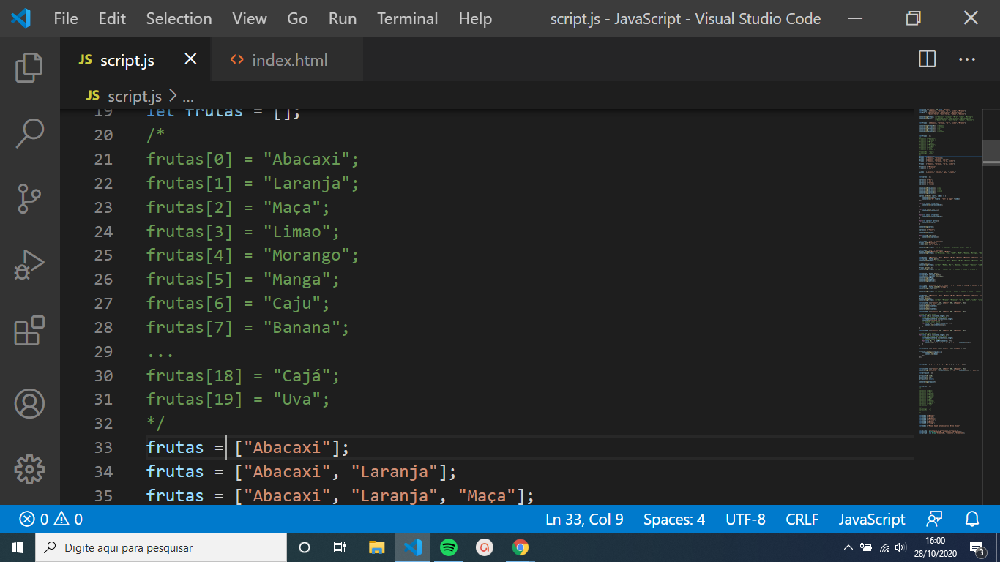 File Edit Selection View Go Run Terminal Help script.js - JavaScript - Visual Studio Code
JS script.js <> index.html ...
JS script.js > ...
19 let frutas = [];
20 /*
21 frutas[0] = "Abacaxi";
22 frutas[1] = "Laranja";
23 frutas[2] = "Maça";
24 frutas[3] = "Limao";
25 frutas[4] = "Morango";
26 frutas[5] = "Manga";
27 frutas[6] = "Caju";
28 frutas[7] = "Banana";
29 ...
30 frutas[18] = "Cajá";
31 frutas[19] = "Uva";
32 */
33 frutas = ["Abacaxi"];
34 frutas = ["Abacaxi", "Laranja"];
35 frutas = ["Abacaxi", "Laranja", "Maça"];
0 0 Ln 33, Col 9 Spaces: 4 UTF-8 CRLF JavaScript
Digite aqui para pesquisar
16:00
28/10/2020
3